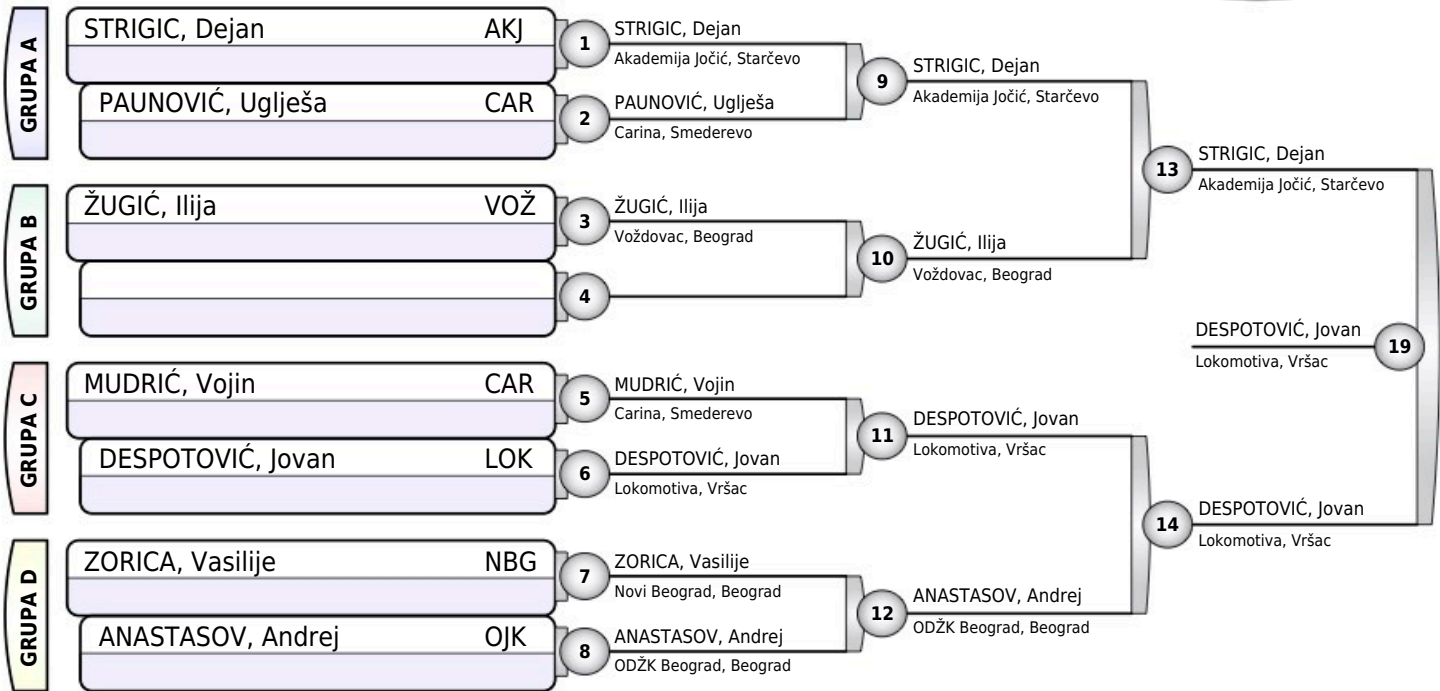 GRUPA A
STRIGIC, Dejan AKJ
PAUNOVIĆ, Uglješa CAR
1
STRIGIC, Dejan
Akademija Jočić, Starčevo
2
PAUNOVIĆ, Uglješa
Carina, Smederevo
9
STRIGIC, Dejan
Akademija Jočić, Starčevo
GRUPA B
ŽUGIĆ, Ilija VOŽ
3
ŽUGIĆ, Ilija
Voždovac, Beograd
4
10
ŽUGIĆ, Ilija
Voždovac, Beograd
13
STRIGIC, Dejan
Akademija Jočić, Starčevo
GRUPA C
MUDRIĆ, Vojin CAR
DESPOTOVIĆ, Jovan LOK
5
MUDRIĆ, Vojin
Carina, Smederevo
6
DESPOTOVIĆ, Jovan
Lokomotiva, Vršac
11
DESPOTOVIĆ, Jovan
Lokomotiva, Vršac
GRUPA D
ZORICA, Vasilije NBG
ANASTASOV, Andrej OJK
7
ZORICA, Vasilije
Novi Beograd, Beograd
8
ANASTASOV, Andrej
ODŽK Beograd, Beograd
12
ANASTASOV, Andrej
ODŽK Beograd, Beograd
14
DESPOTOVIĆ, Jovan
Lokomotiva, Vršac
DESPOTOVIĆ, Jovan
Lokomotiva, Vršac
19